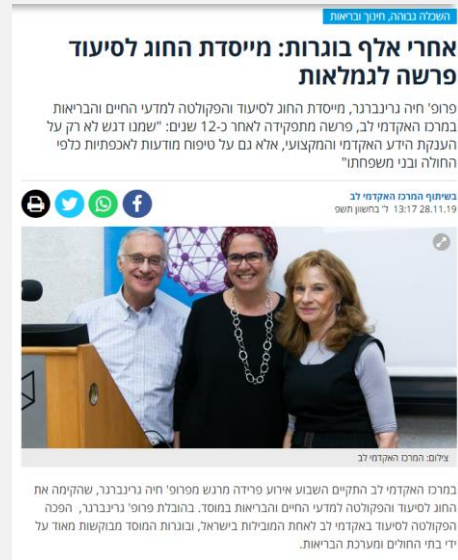 השכלה גבוהה, חינוך ובריאות
אחרי אלף בוגרות: מייסדת החוג לסיעוד
פרשה לגמלאות
פרופ' חיה גרינברגר, מייסדת החוג לסיעוד והפקולטה למדעי החיים והבריאות
במרכז האקדמי לב, פרשה מתפקידה לאחר כ-12 שנים: "שמנו דגש לא רק על
הענקת הידע האקדמי והמקצועי, אלא גם על טיפוח מודעות לאכפתיות כלפי
החולה ובני משפחתו"
בשיתוף המרכז האקדמי לב
28.11.19 13:17 ל' בחשוון תשפ
צילום: המרכז האקדמי לב
במרכז האקדמי לב התקיים השבוע אירוע פרידה מרגש מפרופ' חיה גרינברגר, שהקימה את
החוג לסיעוד והפקולטה למדעי החיים והבריאות במוסד. בהובלת פרופ' גרינברגר, הפכה
הפקולטה לסיעוד באקדמי לב לאחת המובילות בישראל, ובוגרות המוסד מבוקשות מאוד על
ידי בתי החולים ומערכת הבריאות.